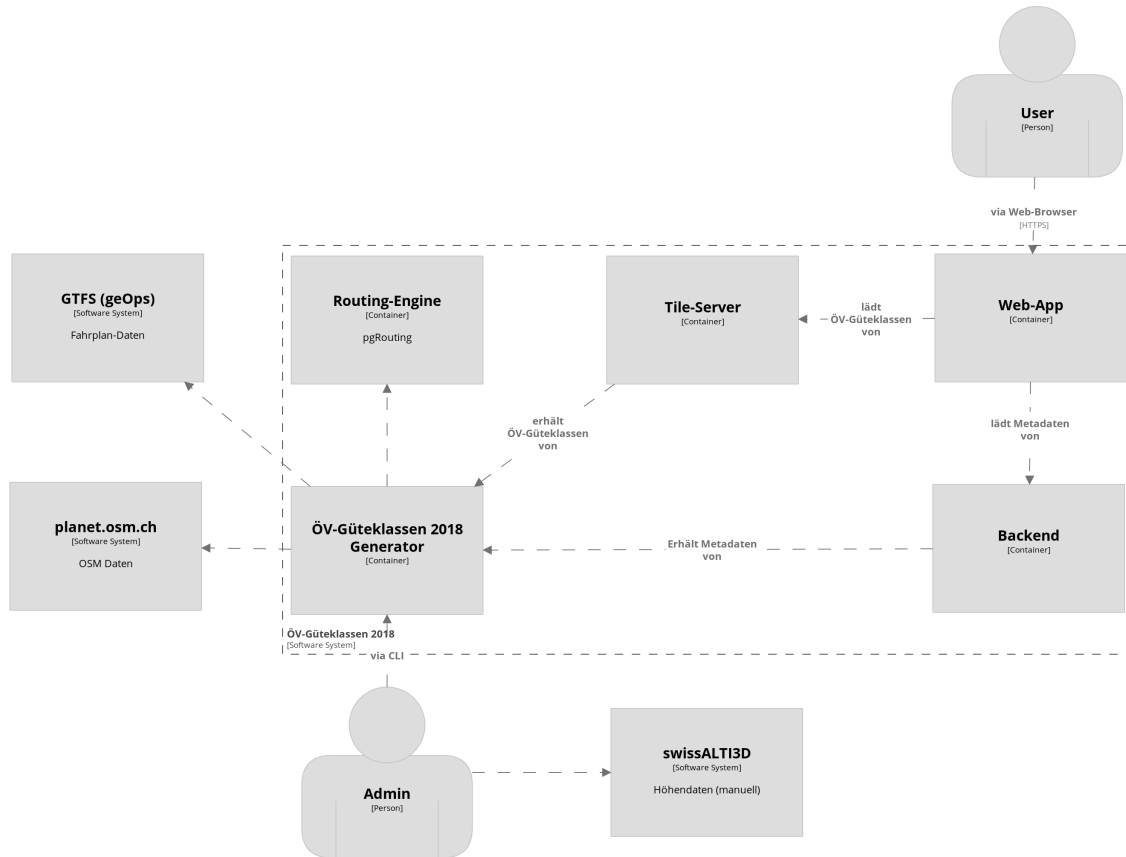 User
[Person]
via Web-Browser
[HTTPS]
GTFS (geOps)
[Software System]
Fahrplan-Daten
Routing-Engine
[Container]
pgRouting
Tile-Server
[Container]
lädt
ÖV-Güteklassen
von
Web-App
[Container]
erhält
ÖV-Güteklassen
von
lädt Metadaten
von
planet.osm.ch
[Software System]
OSM Daten
ÖV-Güteklassen 2018
Generator
[Container]
Erhält Metadaten
von
Backend
[Container]
ÖV-Güteklassen 2018
[Software System]
via CLI
Admin
[Person]
swissALTI3D
[Software System]
Höhendaten (manuell)